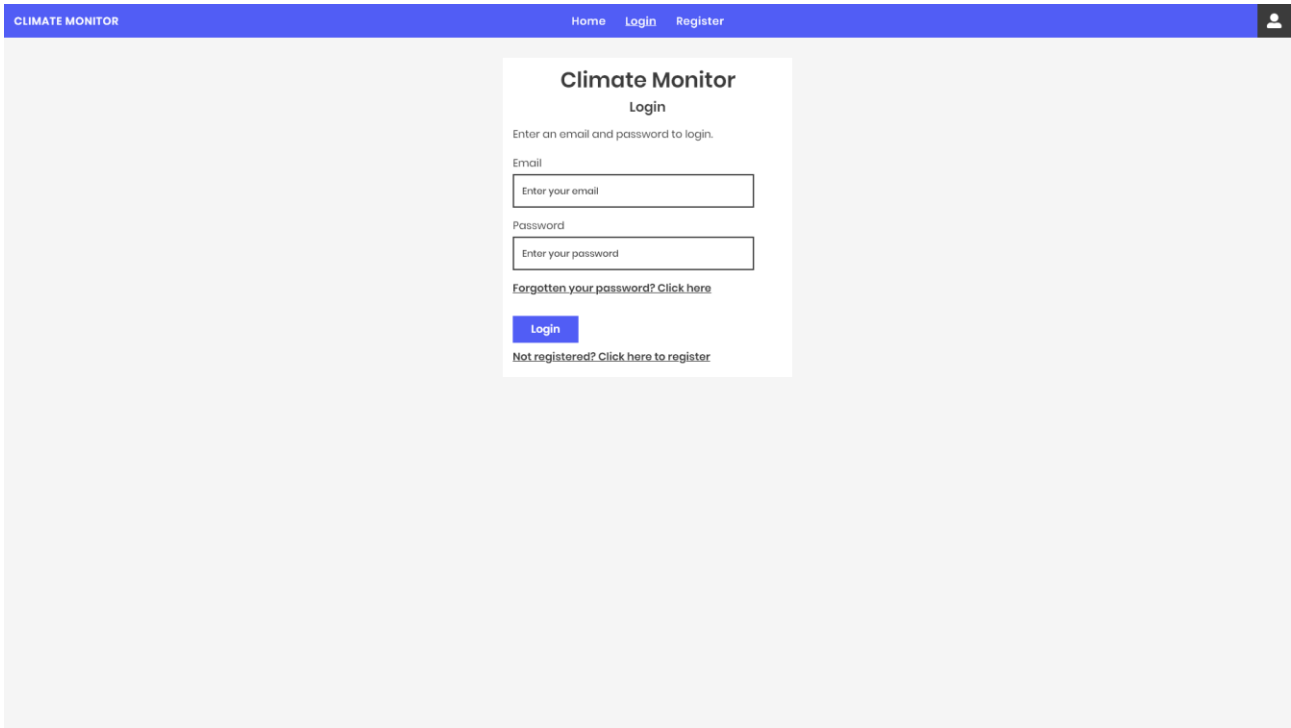 CLIMATE MONITOR
Home Login Register
Climate Monitor
Login
Enter an email and password to login.
Email
Enter your email
Password
Enter your password
Forgotten your password? Click here
Login
Not registered? Click here to register